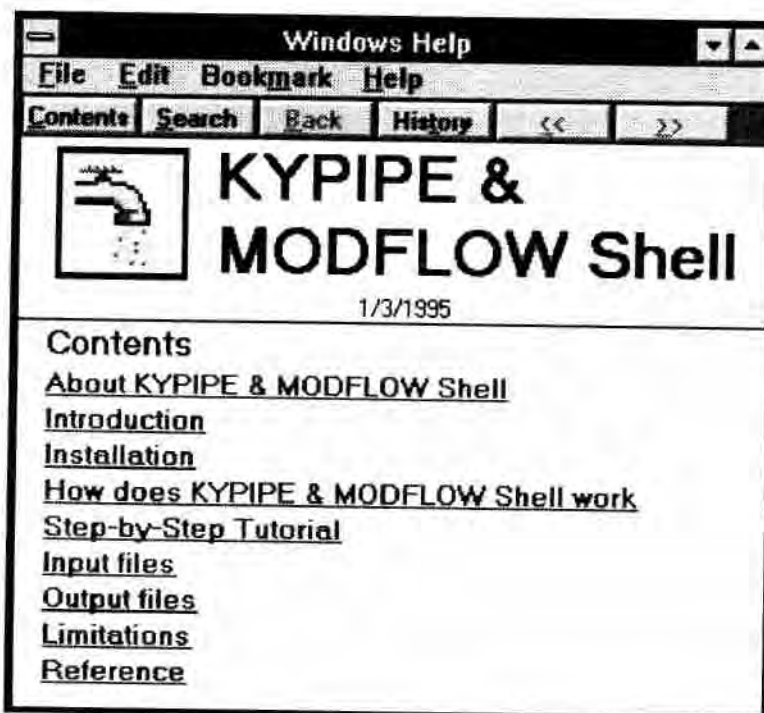 Windows Help
File Edit Bookmark Help
Contents Search Back History << >>
KYPIPE &
MODFLOW Shell
1/3/1995
Contents
About KYPIPE & MODFLOW Shell
Introduction
Installation
How does KYPIPE & MODFLOW Shell work
Step-by-Step Tutorial
Input files
Output files
Limitations
Reference